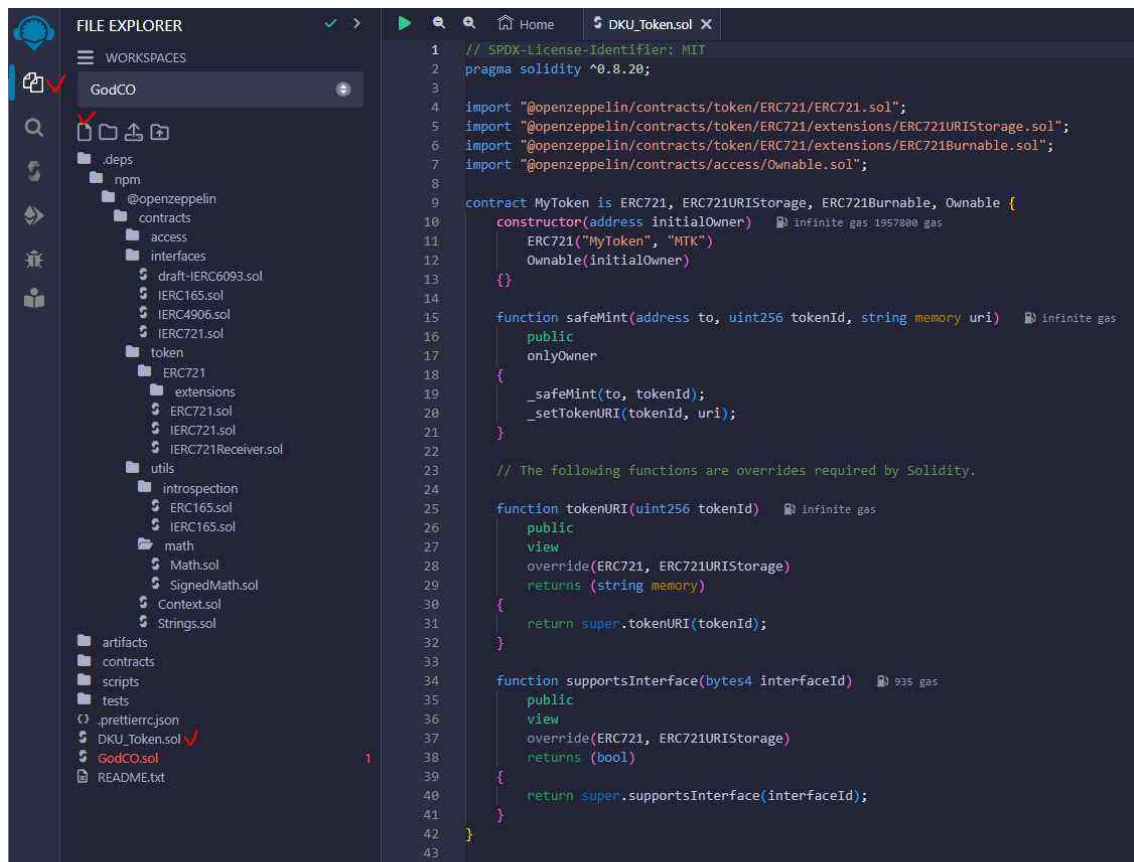 FILE EXPLORER
WORKSPACES
GodCO
.deps
npm
@openzeppelin
contracts
access
interfaces
draft-IERC6093.sol
IERC165.sol
IERC4906.sol
IERC721.sol
token
ERC721
extensions
ERC721.sol
IERC721.sol
IERC721Receiver.sol
utils
introspection
ERC165.sol
IERC165.sol
math
Math.sol
SignedMath.sol
Context.sol
Strings.sol
artifacts
contracts
scripts
tests
.prettierrc.json
DKU_Token.sol
GodCO.sol 1
README.txt
Home DKU_Token.sol
1 // SPDX-License-Identifier: MIT
2 pragma solidity ^0.8.20;
3
4 import "@openzeppelin/contracts/token/ERC721/ERC721.sol";
5 import "@openzeppelin/contracts/token/ERC721/extensions/ERC721URIStorage.sol";
6 import "@openzeppelin/contracts/token/ERC721/extensions/ERC721Burnable.sol";
7 import "@openzeppelin/contracts/access/Ownable.sol";
8
9 contract MyToken is ERC721, ERC721URIStorage, ERC721Burnable, Ownable {
10 constructor(address initialOwner) infinite gas 1957800 gas
11 ERC721("MyToken", "MTK")
12 Ownable(initialOwner)
13 {}
14
15 function safeMint(address to, uint256 tokenId, string memory uri) infinite gas
16 public
17 onlyOwner
18 {
19 _safeMint(to, tokenId);
20 _setTokenURI(tokenId, uri);
21 }
22
23 // The following functions are overrides required by Solidity.
24
25 function tokenURI(uint256 tokenId) infinite gas
26 public
27 view
28 override(ERC721, ERC721URIStorage)
29 returns (string memory)
30 {
31 return super.tokenURI(tokenId);
32 }
33
34 function supportsInterface(bytes4 interfaceId) 935 gas
35 public
36 view
37 override(ERC721, ERC721URIStorage)
38 returns (bool)
39 {
40 return super.supportsInterface(interfaceId);
41 }
42 }
43